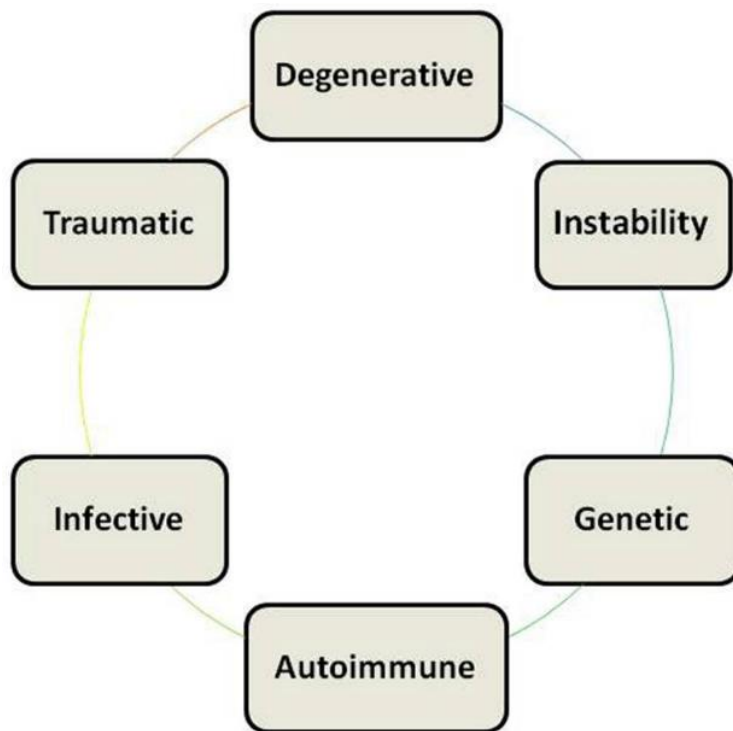 Degenerative
Traumatic
Instability
Infective
Genetic
Autoimmune